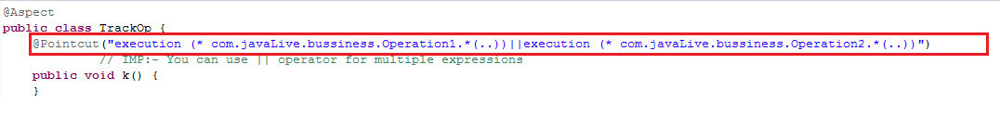 @Aspect
public class TrackOp {
@Pointcut("execution (* com.javaLive.bussiness.Operation1.*(..))||execution (* com.javaLive.bussiness.Operation2.*(..))")
// IMP:- You can use || operator for multiple expressions
public void k() {
}